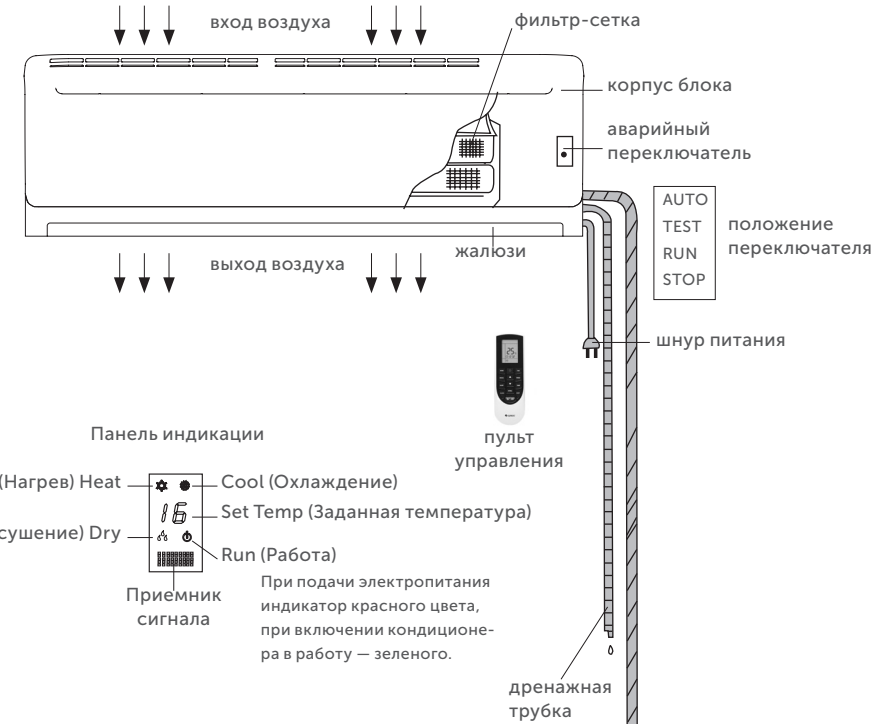 вход воздуха
фильтр-сетка
корпус блока
аварийный
переключатель
AUTO
TEST
RUN
STOP
положение
переключателя
жалюзи
выход воздуха
шнур питания
пульт
управления
Панель индикации
(Нагрев) Heat
Cool (Охлаждение)
16
Set Temp (Заданная температура)
сушение) Dry
Run (Работа)
Приемник
сигнала
При подачи электропитания
индикатор красного цвета,
при включении кондиционе-
ра в работу — зеленого.
дренажная
трубка